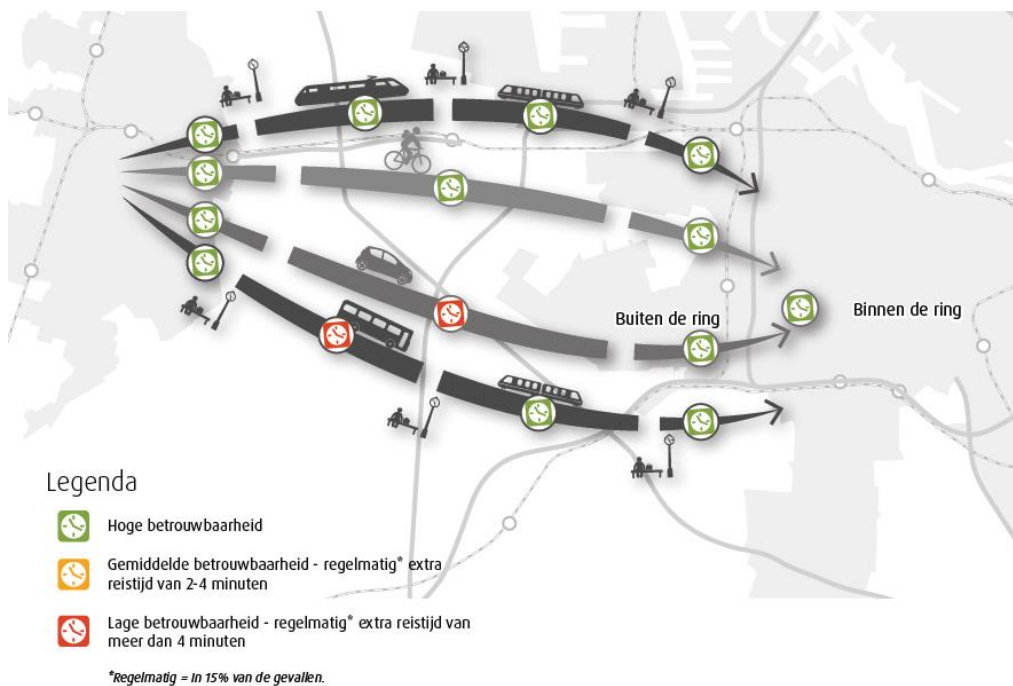 Buiten de ring
Binnen de ring
Legenda
Hoge betrouwbaarheid
Gemiddelde betrouwbaarheid - regelmatig* extra
reistijd van 2-4 minuten
Lage betrouwbaarheid - regelmatig* extra reistijd van
meer dan 4 minuten
*Regelmatig = In 15% van de gevallen.